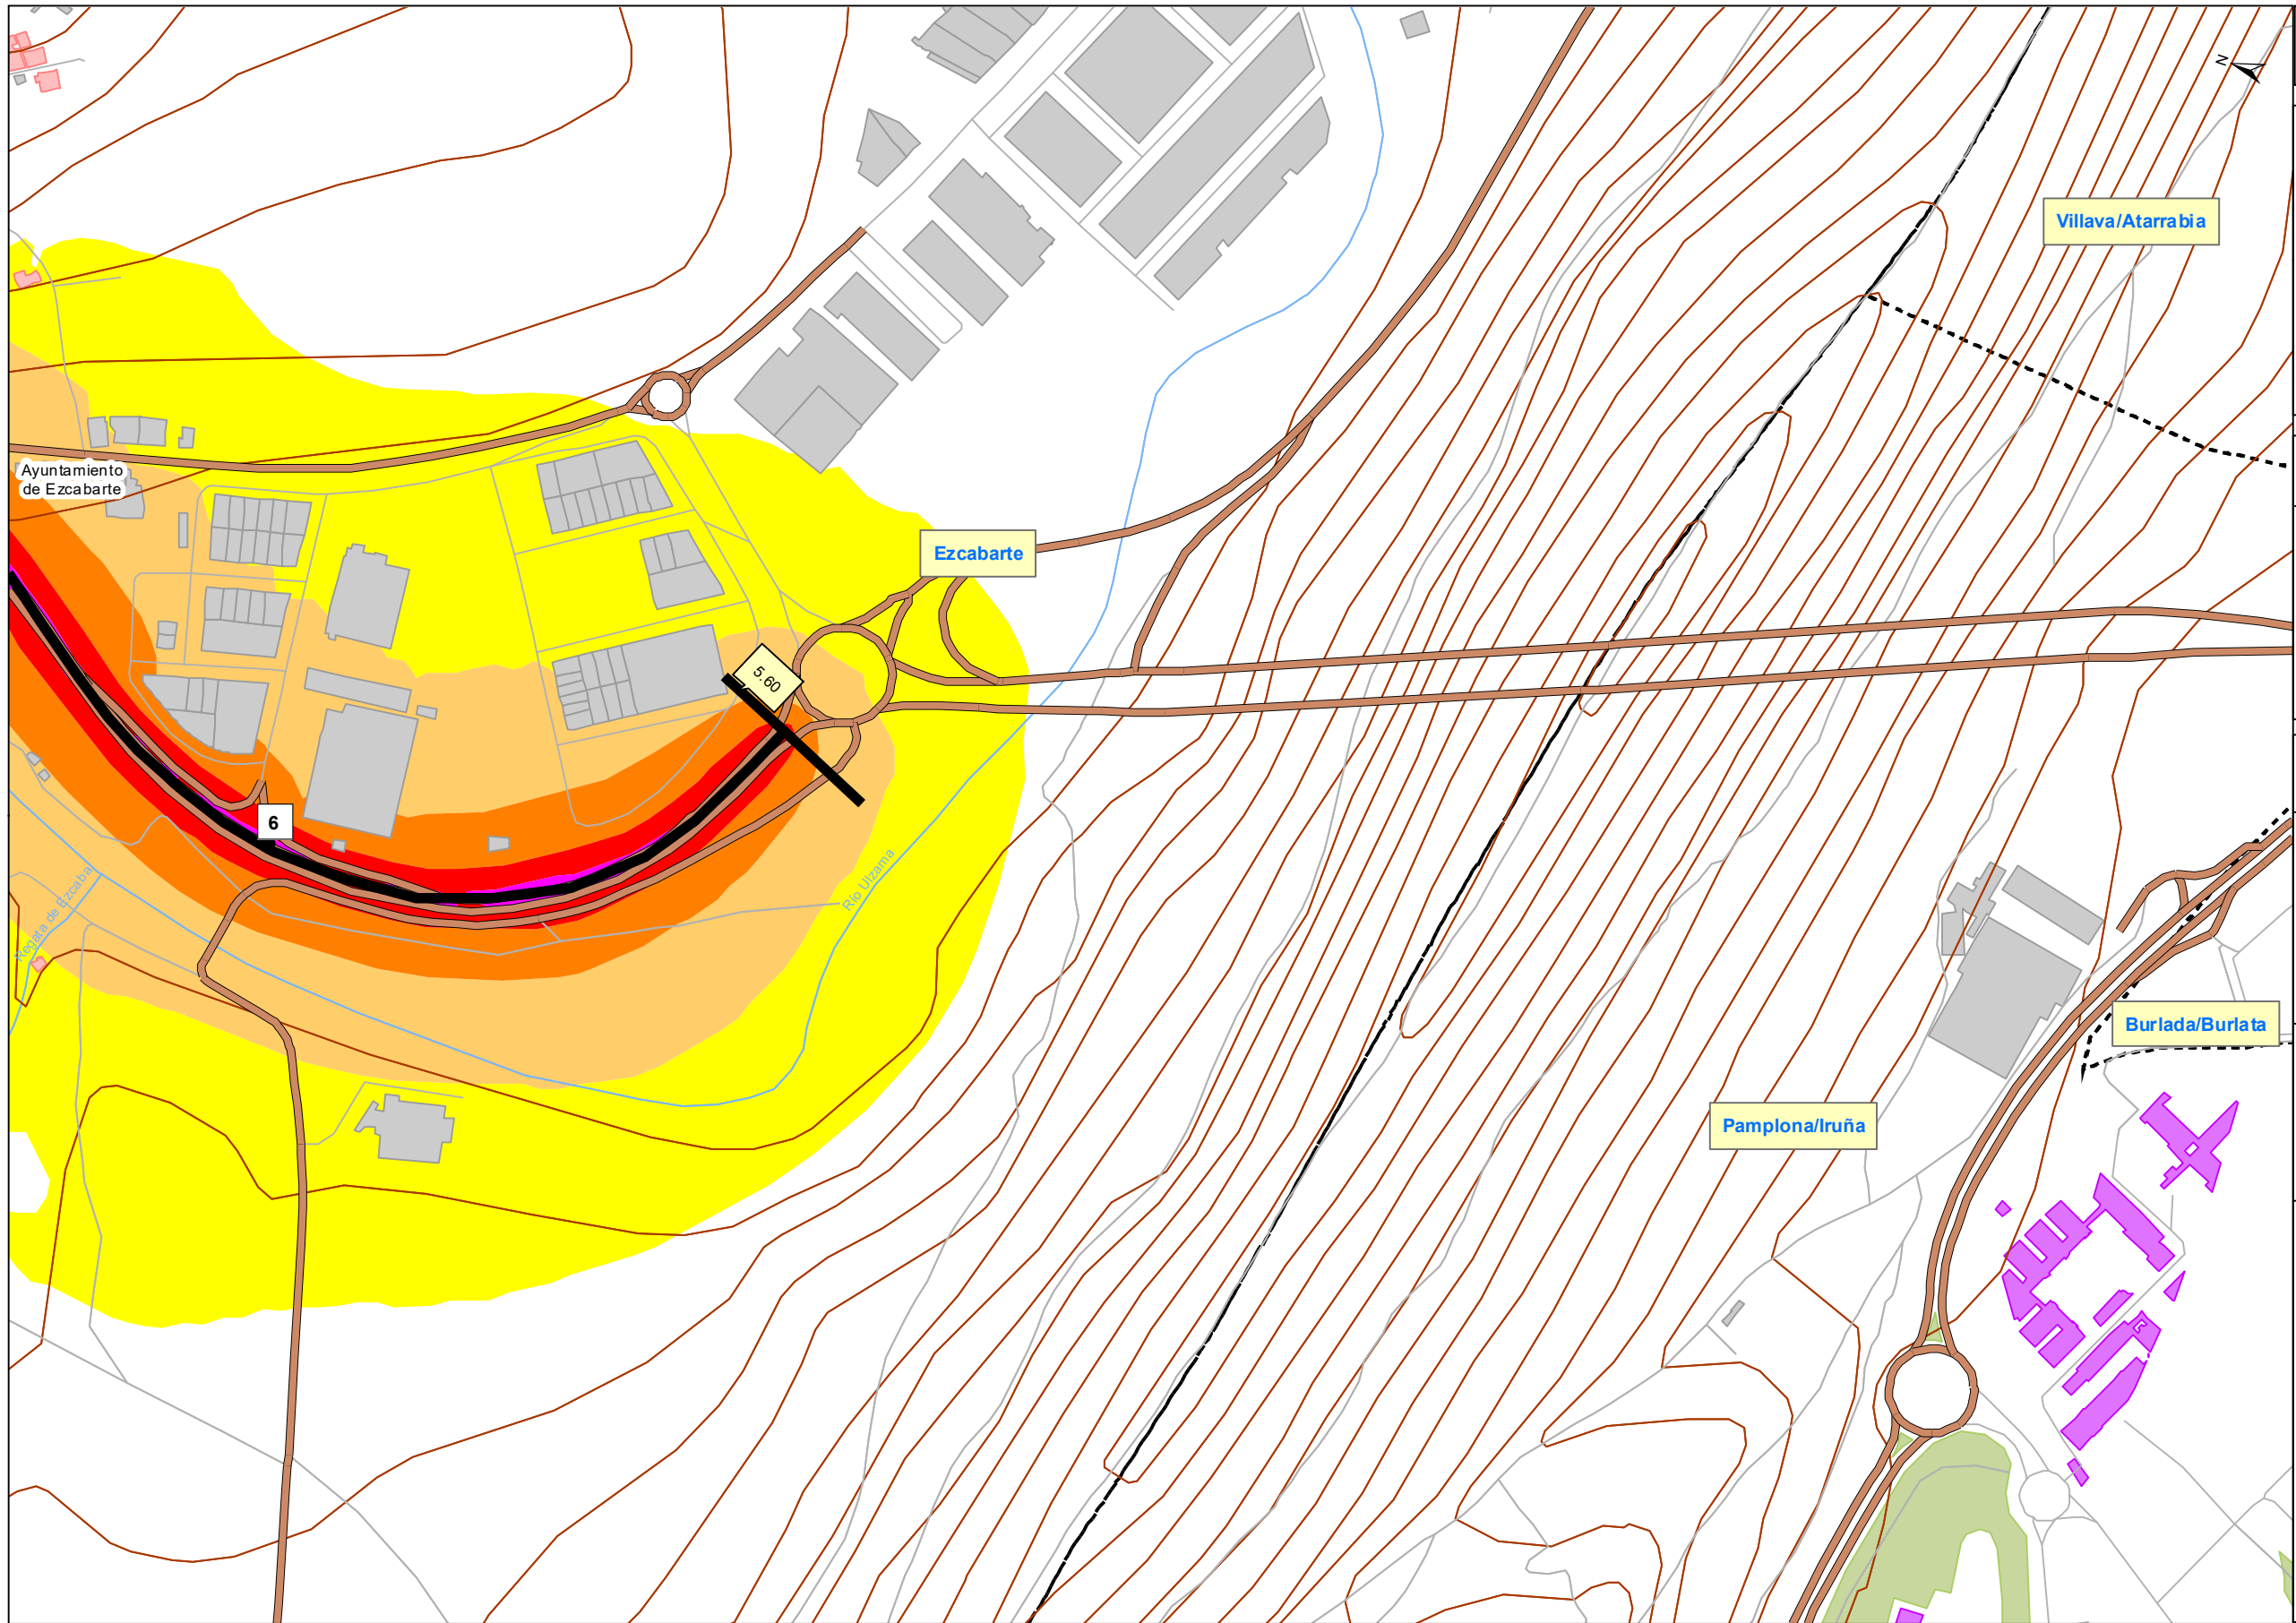 N
Villava/Atarrabia
Ayuntamiento
de Ezcabarte
Ezcabarte
5.60
6
Río Ulzama
Regata de Ezcaba
Burlada/Burlata
Pamplona/Iruña